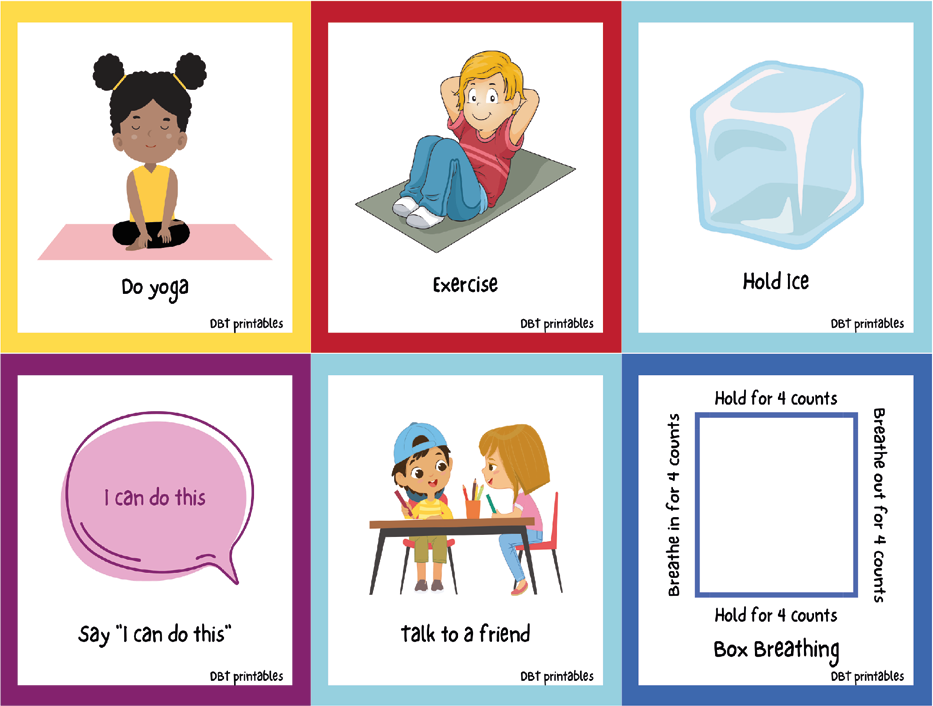 Do yoga
DBT printables
Exercise
DBT printables
Hold Ice
DBT printables
I can do this
Say "I can do this"
DBT printables
Talk to a friend
DBT printables
Hold for 4 counts
Breathe in for 4 counts
Breathe out for 4 counts
Hold for 4 counts
Box Breathing
DBT printables